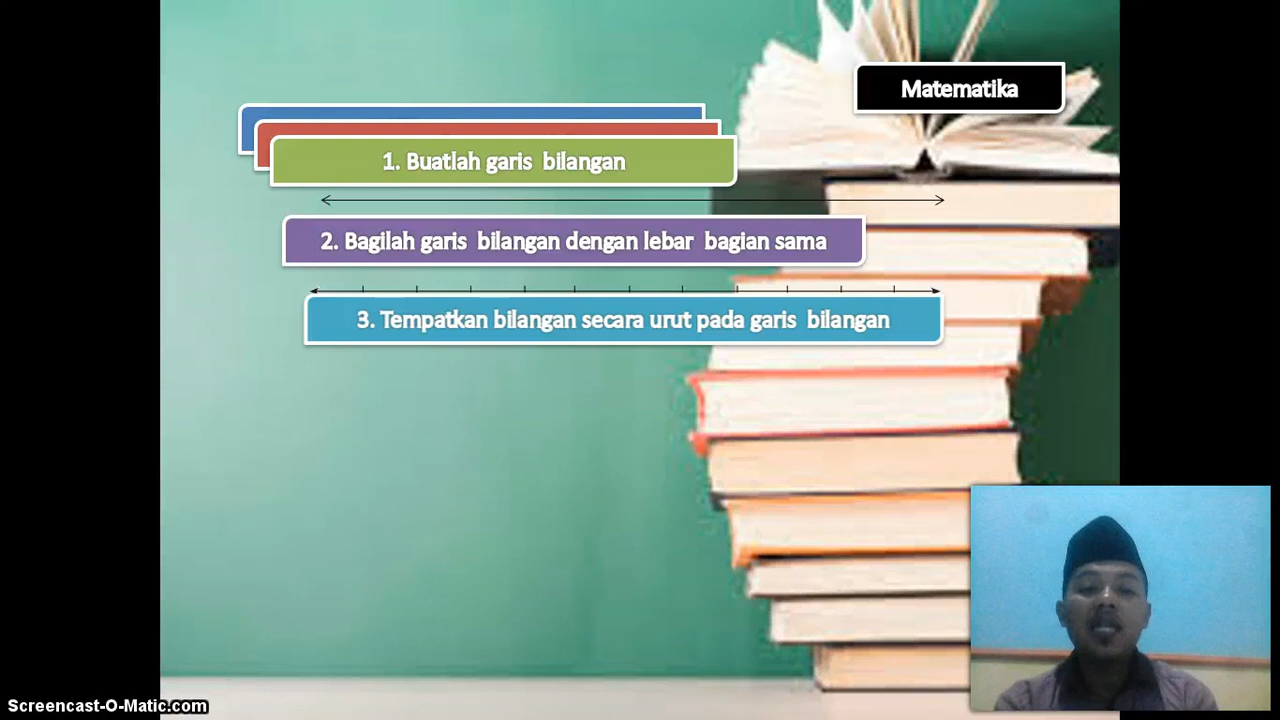 Matematika
1. Buatlah garis bilangan
2. Bagilah garis bilangan dengan lebar bagian sama
3. Tempatkan bilangan secara urut pada garis bilangan
Screencast-O-Matic.com